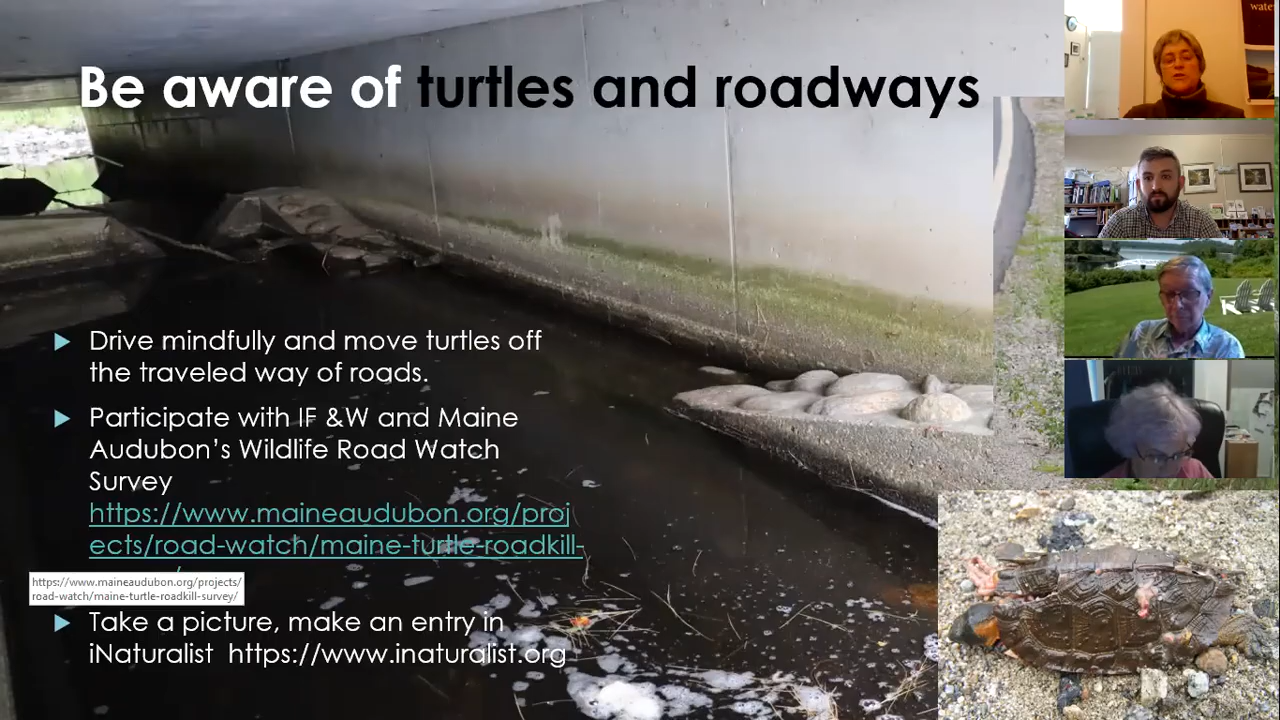 Be aware of turtles and roadways
Drive mindfully and move turtles off
the traveled way of roads.
Participate with IF &W and Maine
Audubon's Wildlife Road Watch
Survey
https://www.maineaudubon.org/proj
ects/road-watch/maine-turtle-roadkill-
https://www.maineaudubon.org/projects/
road-watch/maine-turtle-roadkill-survey/
Take a picture, make an entry in
iNaturalist https://www.inaturalist.org
water